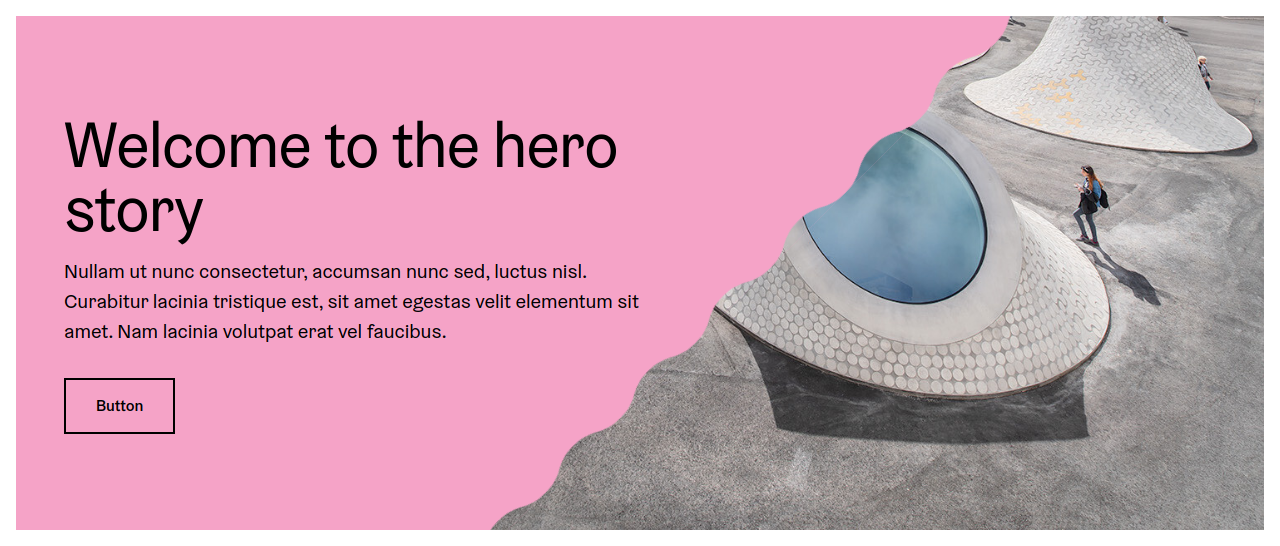 Welcome to the hero
story
Nullam ut nunc consectetur, accumsan nunc sed, luctus nisl.
Curabitur lacinia tristique est, sit amet egestas velit elementum sit
amet. Nam lacinia volutpat erat vel faucibus.
Button